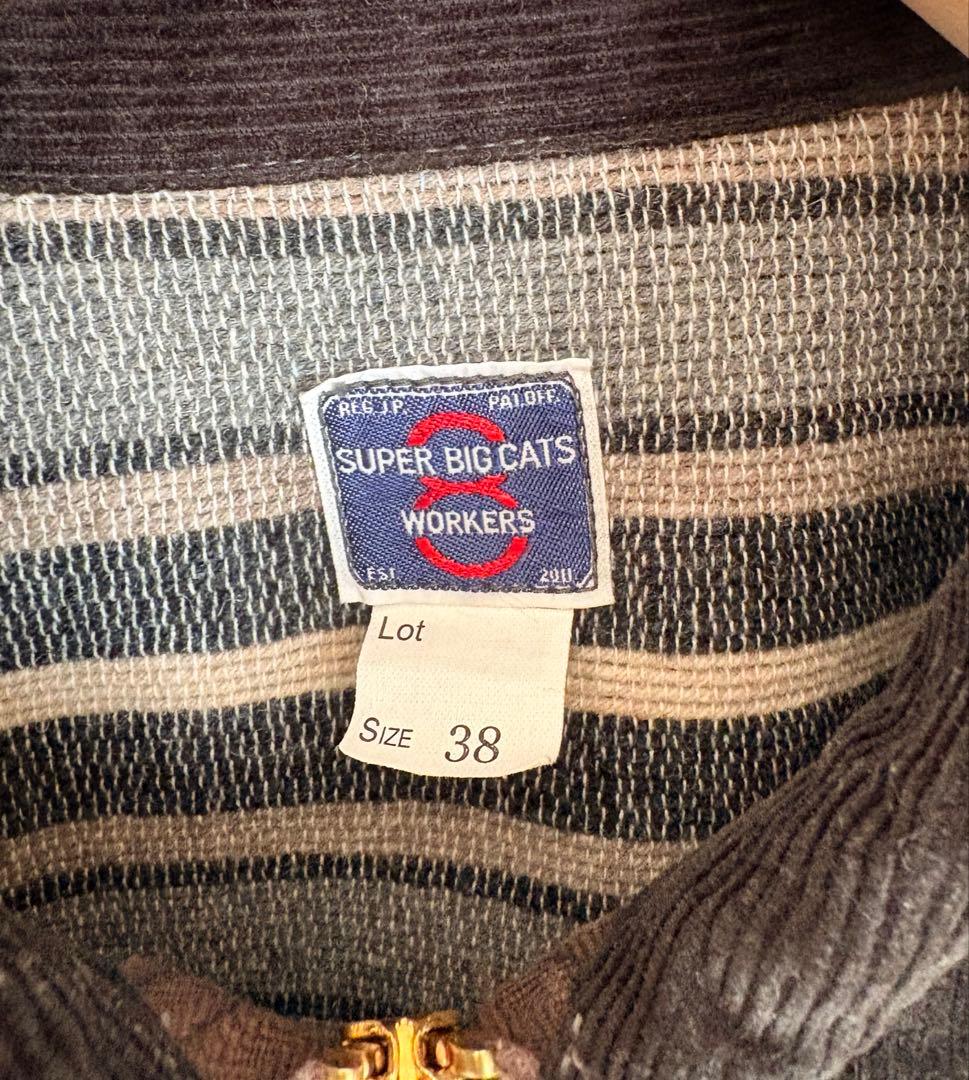 REG. J.P. PAT.OFF.
SUPER BIG CATS
WORKERS
EST 2011
Lot
SIZE 38